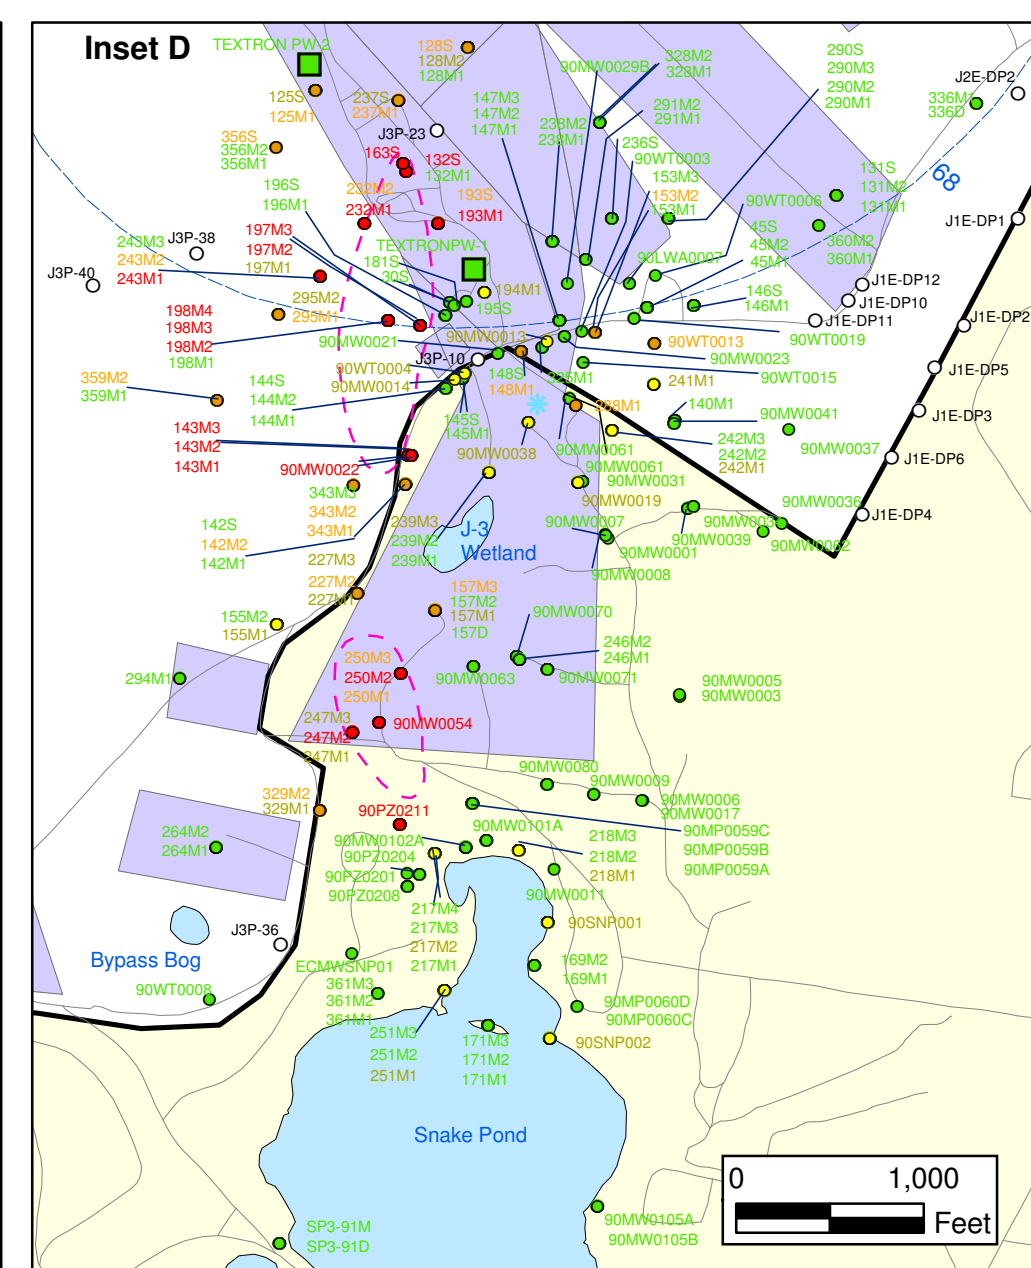 Inset D
TEXTRON PW-2
128S
128M2
128M1
90MW0029B
328M2
328M1
290S
290M3
290M2
290M1
J2E-DP2
336M1
336D
125S
125M1
237S
237M1
147M3
147M2
147M1
238M2
238M1
291M2
291M1
J3P-23
356S
356M2
356M1
163S
132S
132M1
236S
90WT0003
153M3
153M2
153M1
131S
131M2
131M1
68
196S
196M1
232M2
232M1
193S
193M1
90WT0006
45S
45M2
45M1
360M2
360M1
J1E-DP1
243M3
243M2
243M1
J3P-38
197M3
197M2
197M1
TEXTRONPW-1
181S
30S
90LWA0007
J3P-40
J1E-DP12
J1E-DP10
J1E-DP11
J1E-DP2
295M2
295M1
194M1
195S
146S
146M1
198M4
198M3
198M2
198M1
90MW0021
90MW0013
90WT0013
90WT0019
J3P-10
90MW0023
90WT0004
90MW0014
148S
148M1
325M1
90WT0015
J1E-DP5
359M2
359M1
144S
144M2
144M1
241M1
288M1
140M1
90MW0041
J1E-DP3
143M3
143M2
143M1
145S
145M1
90MW0038
90MW0061
242M3
242M2
242M1
90MW0037
J1E-DP6
90MW0022
90MW0061
90MW0031
343M3
343M2
343M1
90MW0019
90MW0036
J1E-DP4
142S
142M2
142M1
239M3
239M2
239M1
J-3
Wetland
90MW0007
90MW0039
90MW0062
90MW0001
90MW0008
227M3
227M2
227M1
157M3
157M2
157M1
157D
155M2
155M1
90MW0070
246M2
246M1
294M1
250M3
250M2
250M1
90MW0063
90MW0071
90MW0005
90MW0003
247M3
247M2
247M1
90MW0054
90MW0080
90MW0009
90MW0006
90MW0017
329M2
329M1
90PZ0211
90MW0101A
90MP0059C
90MP0059B
90MP0059A
264M2
264M1
90MW0102A
90PZ0204
90PZ0201
90PZ0208
218M3
218M2
218M1
90MW0011
217M4
217M3
217M2
217M1
90SNP001
J3P-36
Bypass Bog
ECMWSNP01
361M3
361M2
361M1
169M2
169M1
90WT0008
90MP0060D
90MP0060C
251M3
251M2
251M1
171M3
171M2
171M1
90SNP002
Snake Pond
0 1,000
Feet
90MW0105A
90MW0105B
SP3-91M
SP3-91D